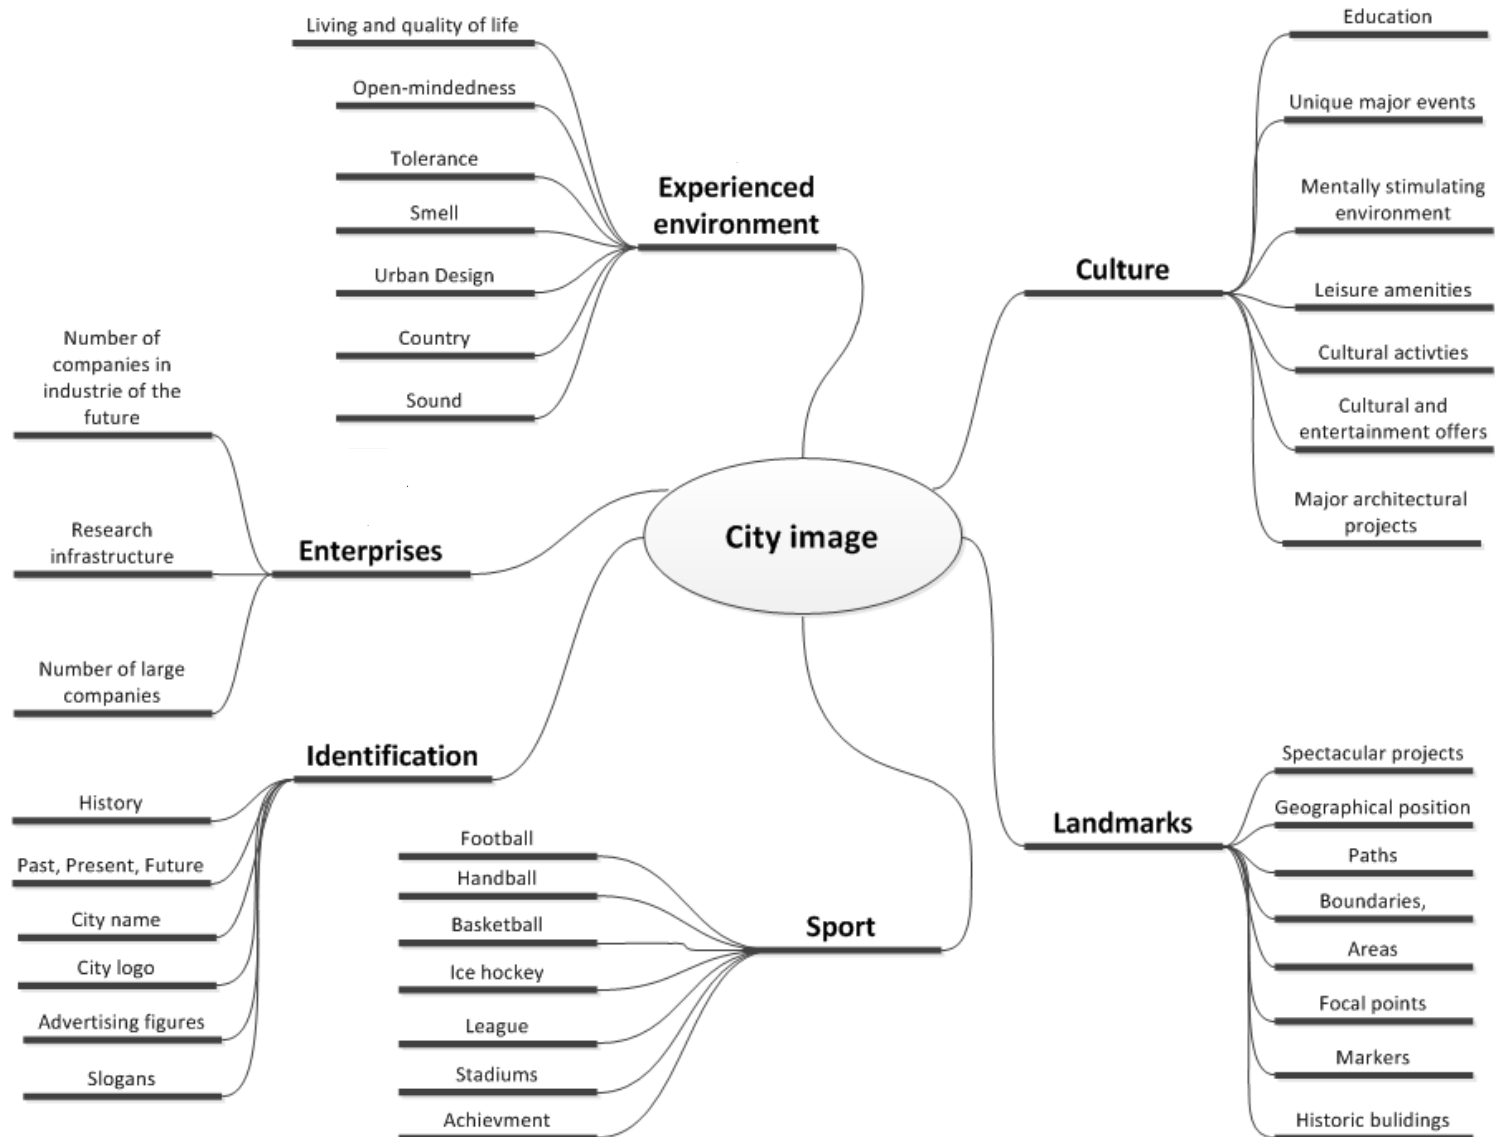 Living and quality of life
Open-mindedness
Tolerance
Smell
Urban Design
Country
Sound
Experienced
environment
Education
Unique major events
Mentally stimulating
environment
Leisure amenities
Cultural activties
Cultural and
entertainment offers
Major architectural
projects
Culture
Number of
companies in
industrie of the
future
Research
infrastructure
Number of large
companies
Enterprises
City image
Identification
History
Past, Present, Future
City name
City logo
Advertising figures
Slogans
Football
Handball
Basketball
Ice hockey
League
Stadiums
Achievment
Sport
Landmarks
Spectacular projects
Geographical position
Paths
Boundaries,
Areas
Focal points
Markers
Historic bulidings